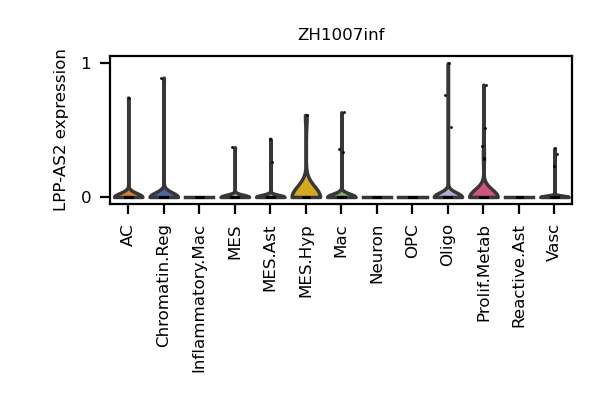 ZH1007inf
LPP-AS2 expression
1
0
AC
Chromatin.Reg
Inflammatory.Mac
MES
MES.Ast
MES.Hyp
Mac
Neuron
OPC
Oligo
Prolif.Metab
Reactive.Ast
Vasc